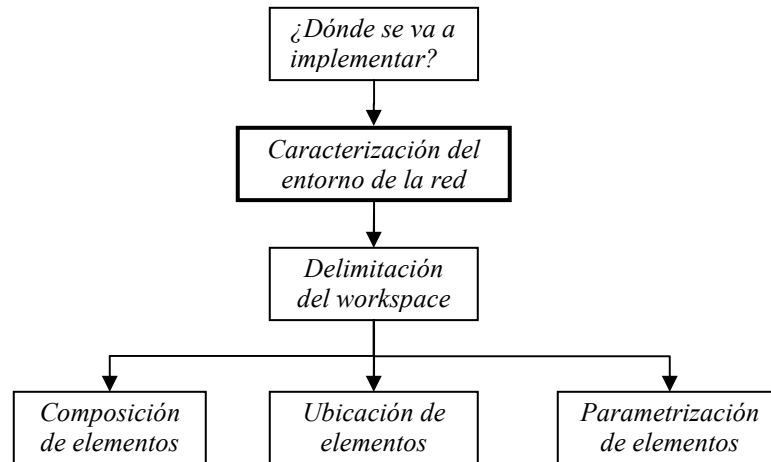 ¿Dónde se va a
implementar?
Caracterización del
entorno de la red
Delimitación
del workspace
Composición
de elementos
Ubicación de
elementos
Parametrización
de elementos